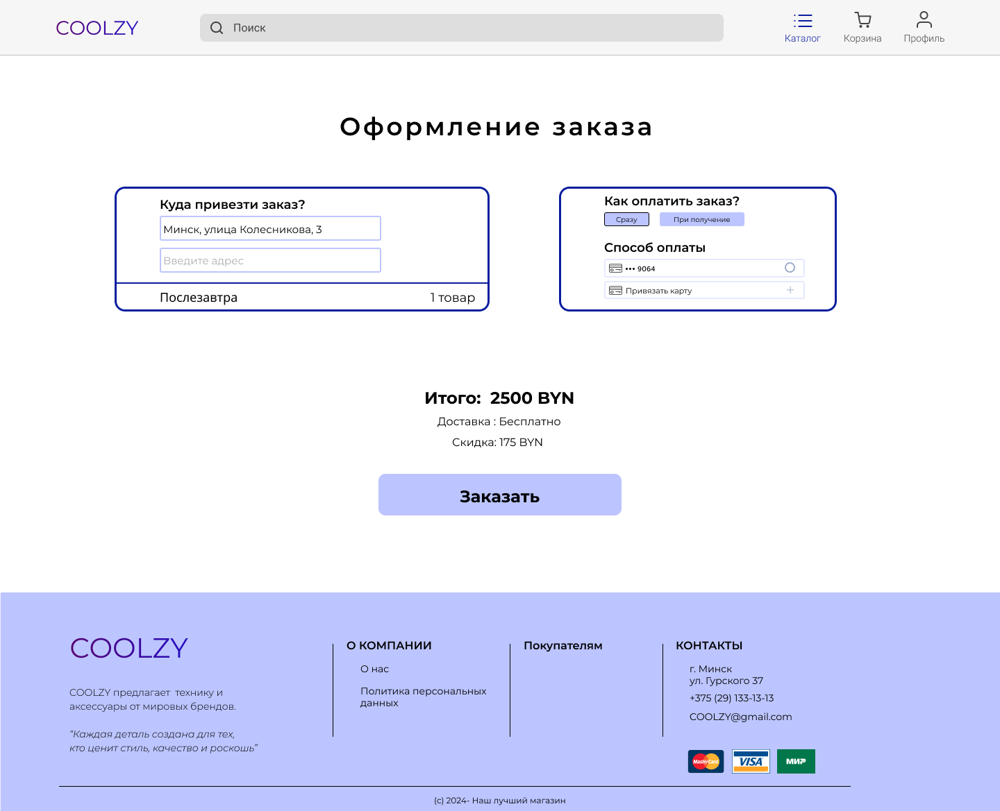 COOLZY
Поиск
Каталог
Корзина
Профиль
Оформление заказа
Куда привезти заказ?
Минск, улица Колесникова, 3
Введите адрес
Послезавтра
1 товар
Как оплатить заказ?
Сразу
При получение
Способ оплаты
••• 9064
Привязать карту
Итого:  2500 BYN
Доставка : Бесплатно
Скидка: 175 BYN
Заказать
COOLZY
COOLZY предлагает  технику и
аксессуары от мировых брендов.
“Каждая деталь создана для тех,
кто ценит стиль, качество и роскошь”
О КОМПАНИИ
О нас
Политика персональных
данных
Покупателям
КОНТАКТЫ
г. Минск
ул. Гурского 37
+375 (29) 133-13-13
COOLZY@gmail.com
MasterCard
VISA
МИР
(c) 2024- Наш лучший магазин